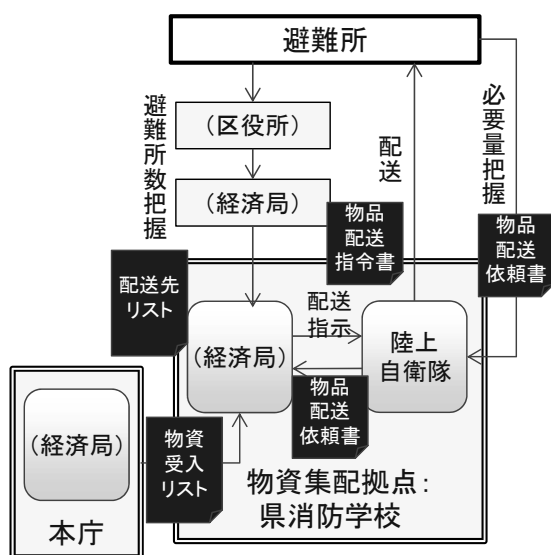 避難所
避難所数把握
(区役所)
(経済局)
配送
必要量把握
物品
配送
指令書
物品
配送
依頼書
配送先
リスト
(経済局)
配送
指示
陸上
自衛隊
物品
配送
依頼書
(経済局)
本庁
物資
受入
リスト
物資集配拠点:
県消防学校